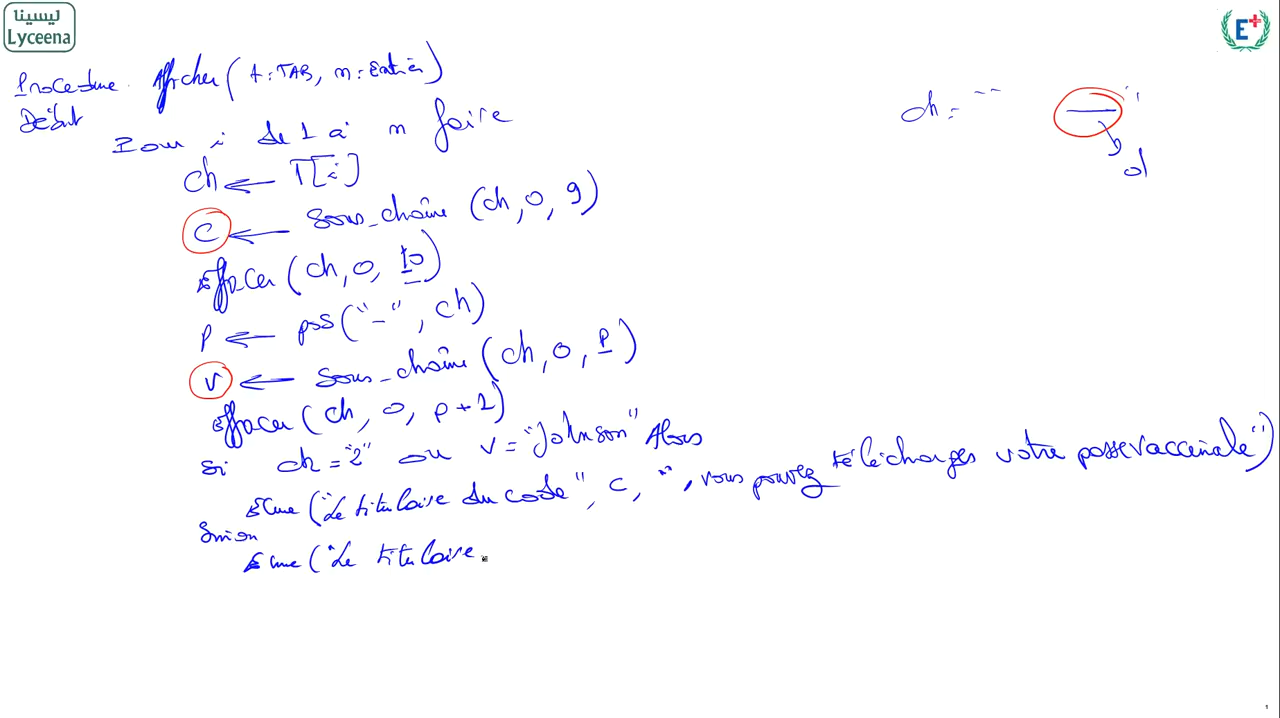 ليسينا
Lyceena
E+
Procédure Afficher (T:TAB, n:Entier)
Début
Pour i de 1 à n faire
ch ← T[i]
c ← Sous_chaîne (ch, 0, 9)
Effacer (ch, 0, 10)
p ← pos("-", ch)
v ← Sous_chaîne (ch, 0, p)
Effacer (ch, 0, p+1)
Si ch="2" ou v="Johnson" Alors
Ecrire ("Le titulaire du code", c, ", vous pouvez télécharger votre passe vaccinale")
Sinon
Ecrire ("Le titulaire
ch = " "
d
1